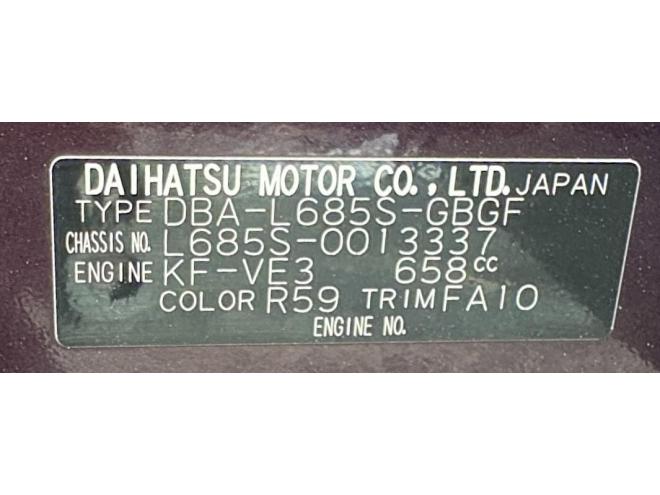 DAIHATSU MOTOR CO., LTD. JAPAN
TYPE DBA-L685S-GBGF
CHASSIS NO. L685S-0013337
ENGINE KF-VE3 658cc
COLOR R59 TRIM FA10
ENGINE NO.